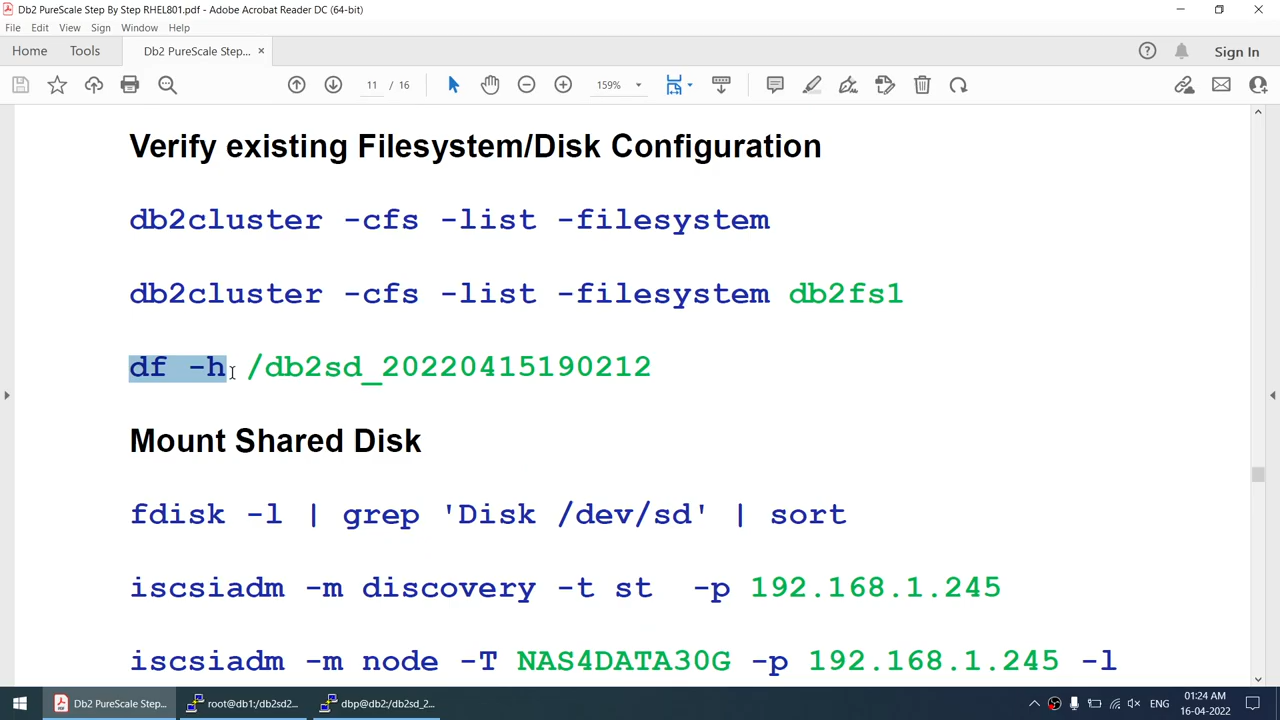 Db2 PureScale Step By Step RHEL801.pdf - Adobe Acrobat Reader DC (64-bit)
File Edit View Sign Window Help
Home Tools Db2 PureScale Step... × Sign In
11 / 16 159%
Verify existing Filesystem/Disk Configuration
db2cluster -cfs -list -filesystem
db2cluster -cfs -list -filesystem db2fs1
df -h /db2sd_20220415190212
Mount Shared Disk
fdisk -l | grep 'Disk /dev/sd' | sort
iscsiadm -m discovery -t st -p 192.168.1.245
iscsiadm -m node -T NAS4DATA30G -p 192.168.1.245 -l
Db2 PureScale Step... root@db1:/db2sd2... dbp@db2:/db2sd_2... ENG 01:24 AM
16-04-2022